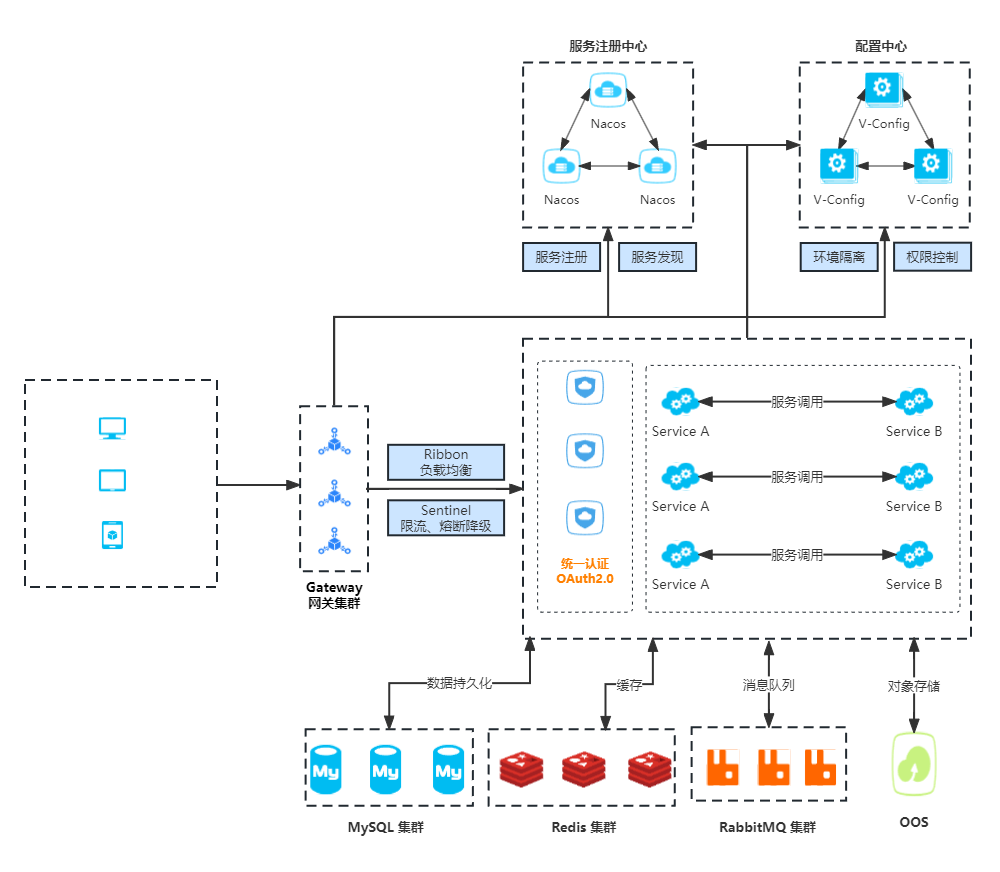 服务注册中心
配置中心
Nacos
V-Config
Nacos
Nacos
V-Config
V-Config
服务注册
服务发现
环境隔离
权限控制
Ribbon
负载均衡
Sentinel
限流、熔断降级
Gateway
网关集群
统一认证
OAuth2.0
服务调用
Service A
Service B
服务调用
Service A
Service B
服务调用
Service A
Service B
数据持久化
缓存
消息队列
对象存储
My
My
My
MySQL 集群
Redis 集群
RabbitMQ 集群
OOS